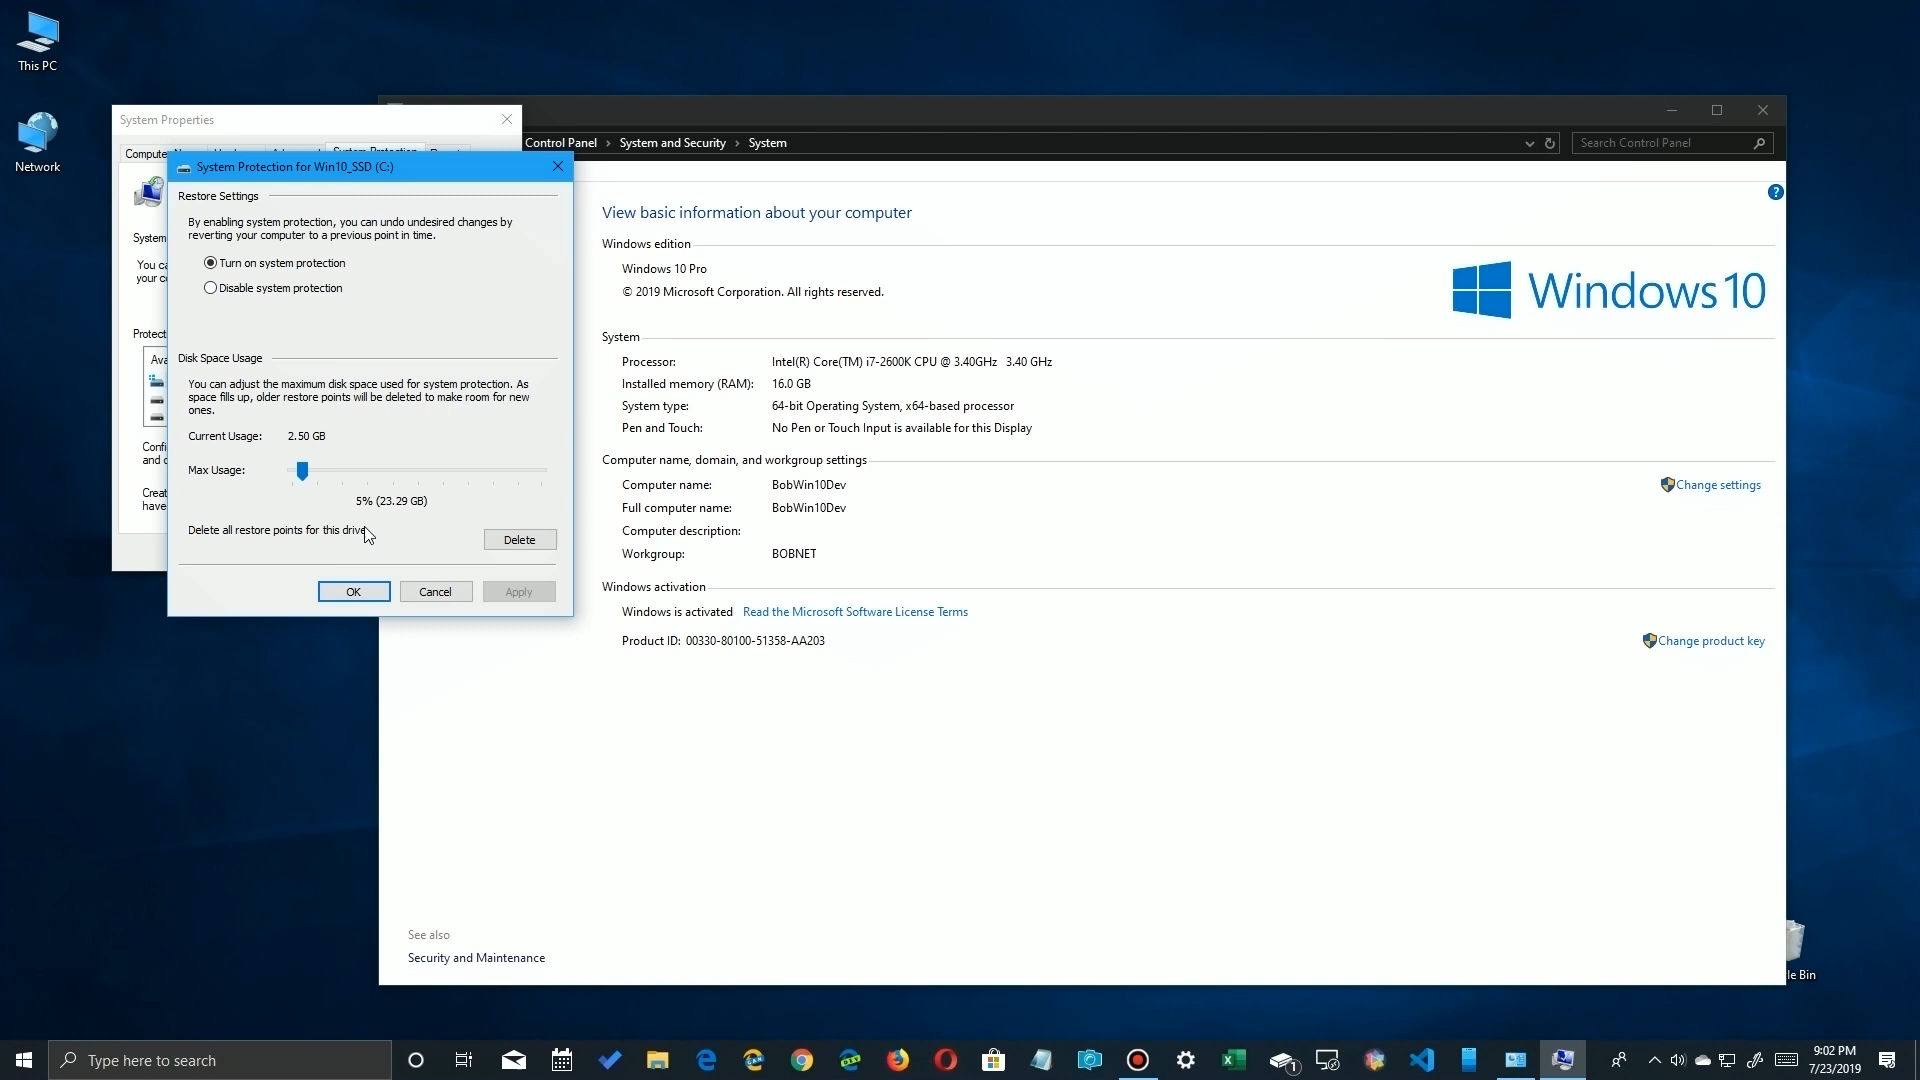 This PC
Network
System Properties
Compute
System Protection
System
You ca
your c
Protect
Ava
Confi
and c
Creat
have
System Protection for Win10_SSD (C:)
Restore Settings
By enabling system protection, you can undo undesired changes by
reverting your computer to a previous point in time.
Turn on system protection
Disable system protection
Disk Space Usage
You can adjust the maximum disk space used for system protection. As
space fills up, older restore points will be deleted to make room for new
ones.
Current Usage: 2.50 GB
Max Usage:
5% (23.29 GB)
Delete all restore points for this drive
Delete
OK Cancel Apply
Control Panel > System and Security > System
Search Control Panel
?
View basic information about your computer
Windows edition
Windows 10 Pro
© 2019 Microsoft Corporation. All rights reserved.
Windows 10
System
Processor: Intel(R) Core(TM) i7-2600K CPU @ 3.40GHz 3.40 GHz
Installed memory (RAM): 16.0 GB
System type: 64-bit Operating System, x64-based processor
Pen and Touch: No Pen or Touch Input is available for this Display
Computer name, domain, and workgroup settings
Computer name: BobWin10Dev
Change settings
Full computer name: BobWin10Dev
Computer description:
Workgroup: BOBNET
Windows activation
Windows is activated Read the Microsoft Software License Terms
Product ID: 00330-80100-51358-AA203
Change product key
See also
Security and Maintenance
le Bin
Type here to search
CAN
DEV
1
9:02 PM
7/23/2019